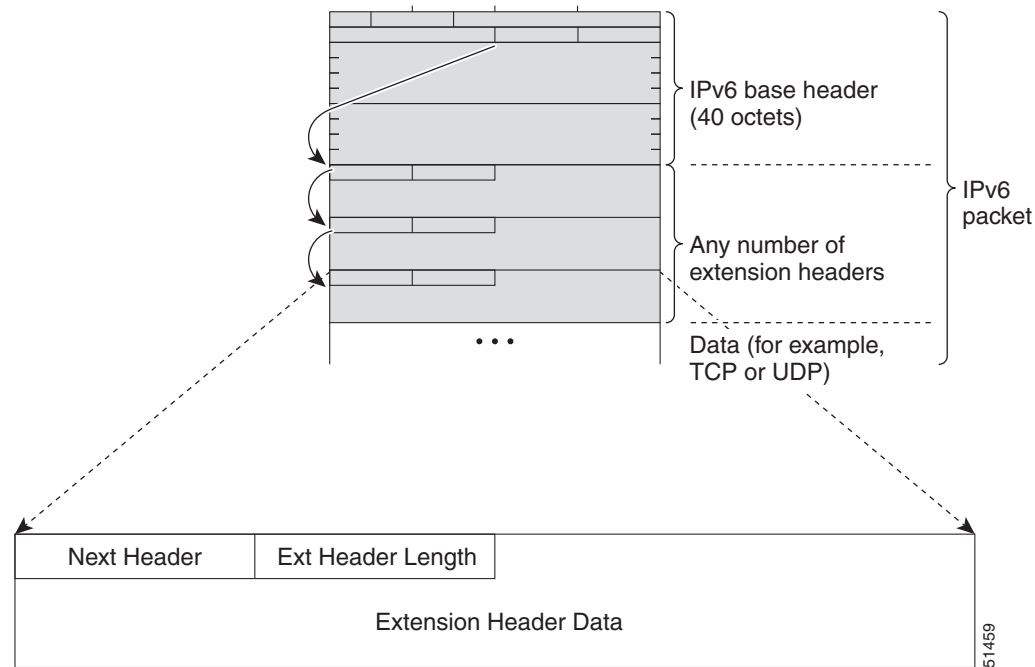 IPv6 base header
(40 octets)
IPv6
packet
Any number of
extension headers
• • •
Data (for example,
TCP or UDP)
Next Header
Ext Header Length
Extension Header Data
51459